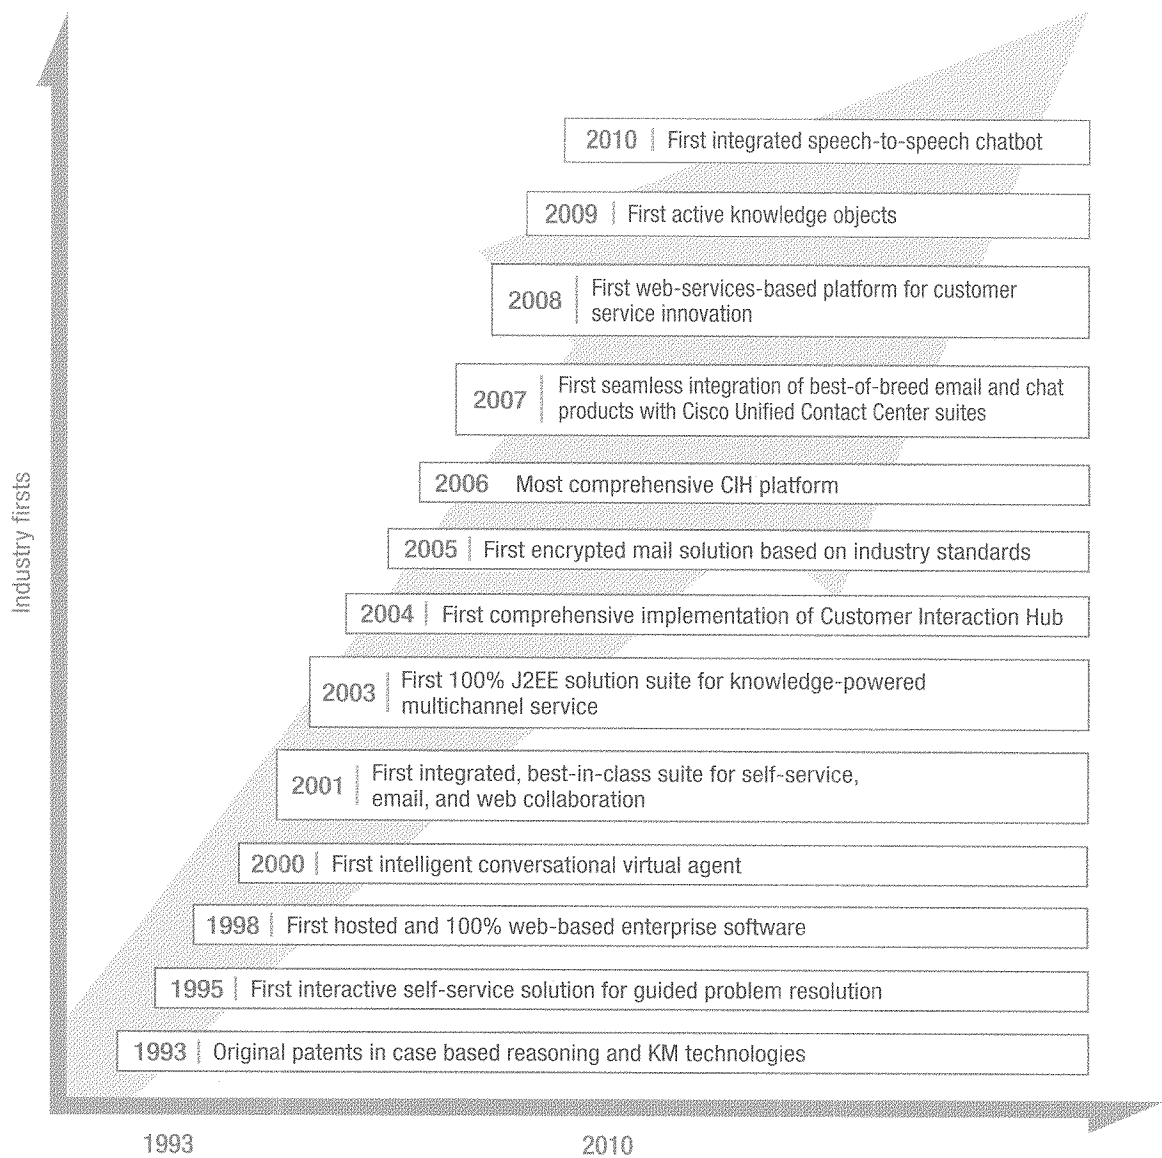 2010 First integrated speech-to-speech chatbot
2009 First active knowledge objects
2008 First web-services-based platform for customer
service innovation
2007 First seamless integration of best-of-breed email and chat
products with Cisco Unified Contact Center suites
2006 Most comprehensive CIH platform
2005 First encrypted mail solution based on industry standards
2004 First comprehensive implementation of Customer Interaction Hub
2003 First 100% J2EE solution suite for knowledge-powered
multichannel service
2001 First integrated, best-in-class suite for self-service,
email, and web collaboration
2000 First intelligent conversational virtual agent
1998 First hosted and 100% web-based enterprise software
1995 First interactive self-service solution for guided problem resolution
1993 Original patents in case based reasoning and KM technologies
Industry firsts
1993 2010